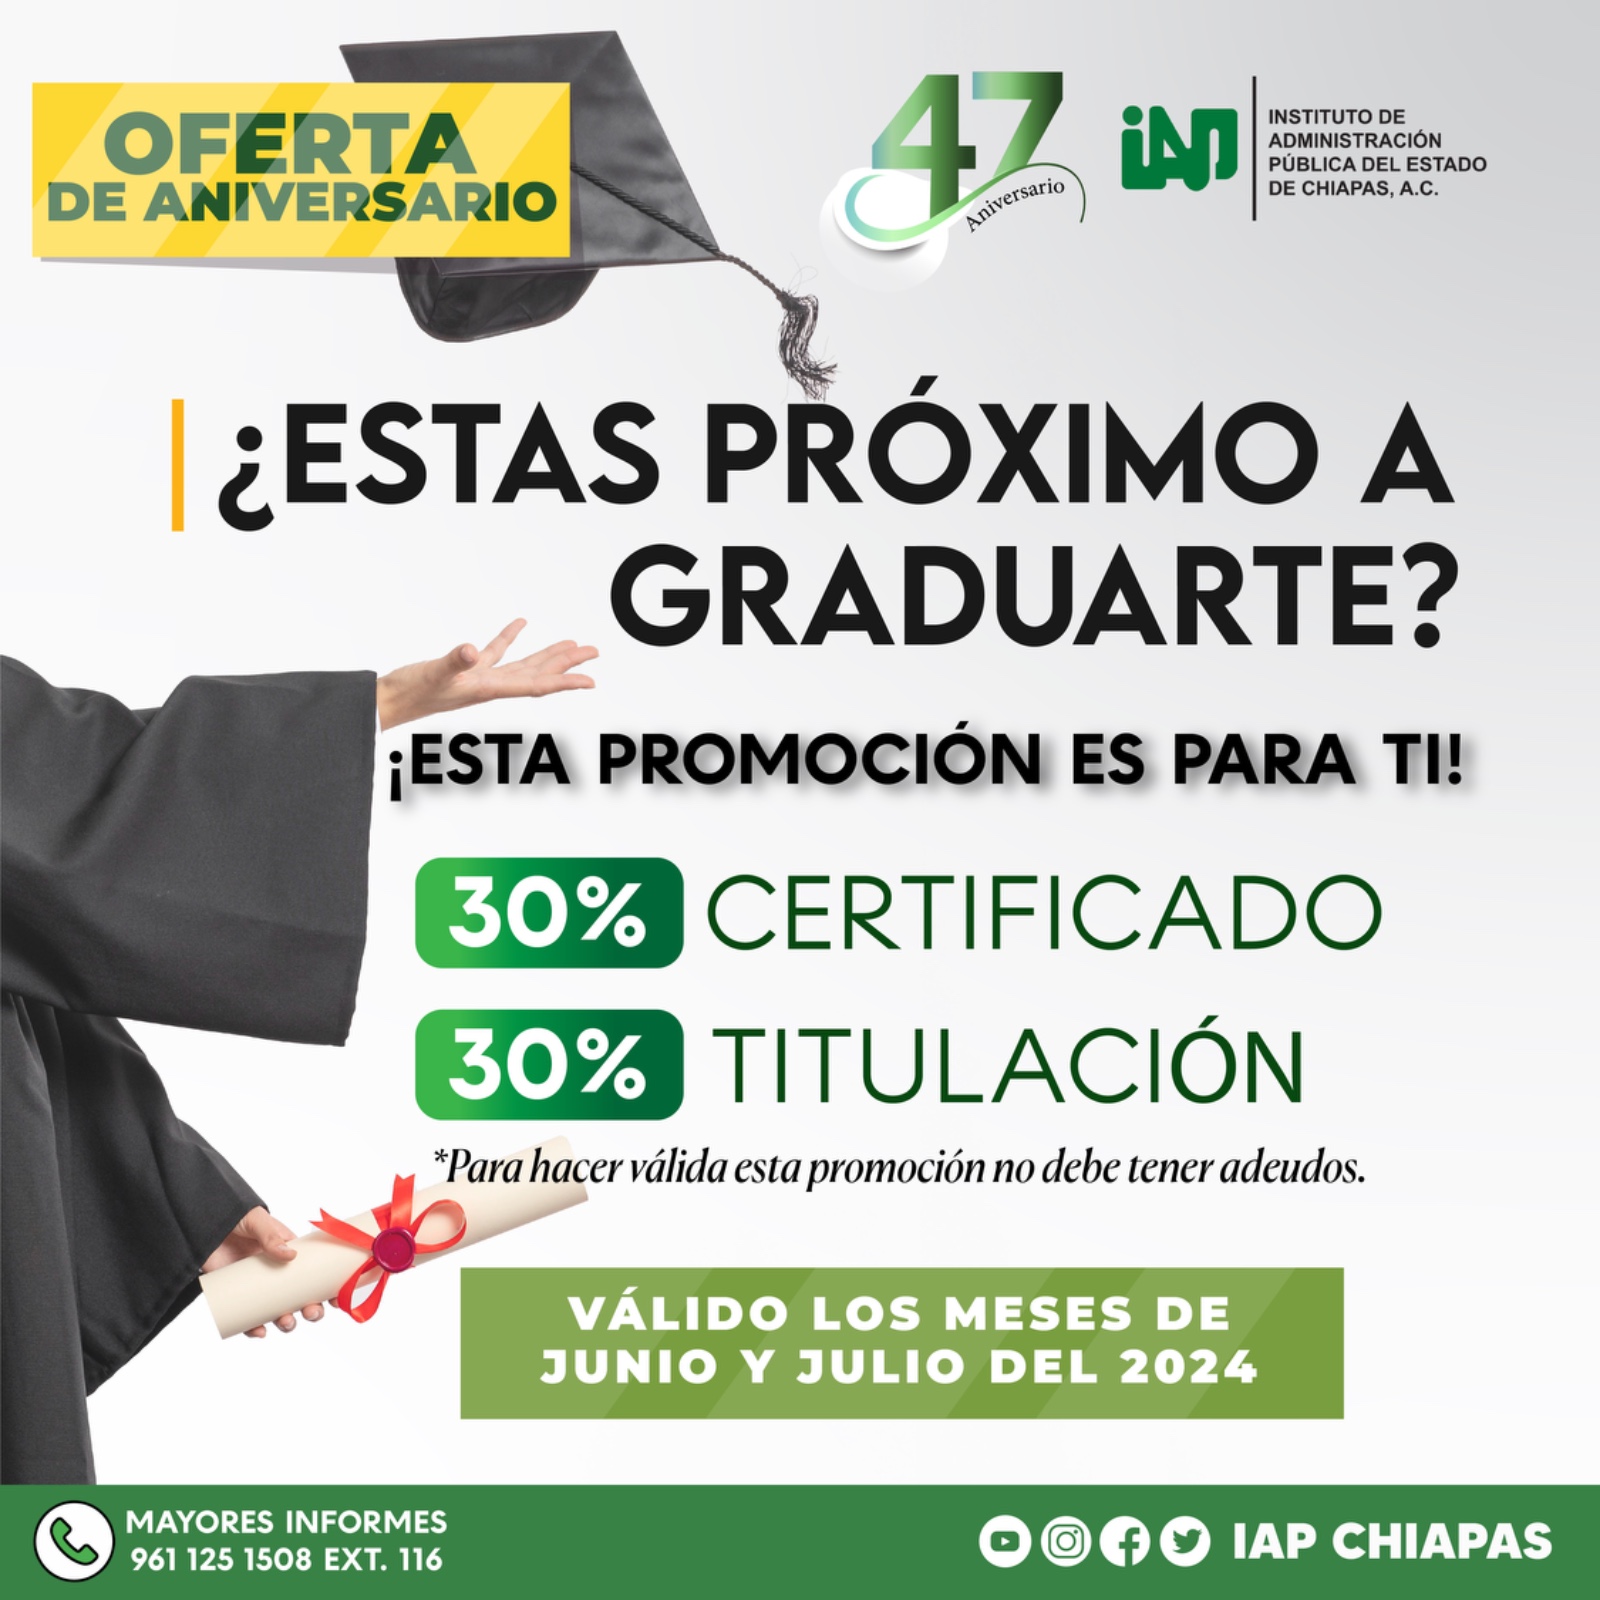 OFERTA
DE ANIVERSARIO
47
Aniversario
iAP
INSTITUTO DE
ADMINISTRACIÓN
PÚBLICA DEL ESTADO
DE CHIAPAS, A.C.
¿ESTAS PRÓXIMO A
GRADUARTE?
¡ESTA PROMOCIÓN ES PARA TI!
30% CERTIFICADO
30% TITULACIÓN
*Para hacer válida esta promoción no debe tener adeudos.
VÁLIDO LOS MESES DE
JUNIO Y JULIO DEL 2024
MAYORES INFORMES
961 125 1508 EXT. 116
IAP CHIAPAS